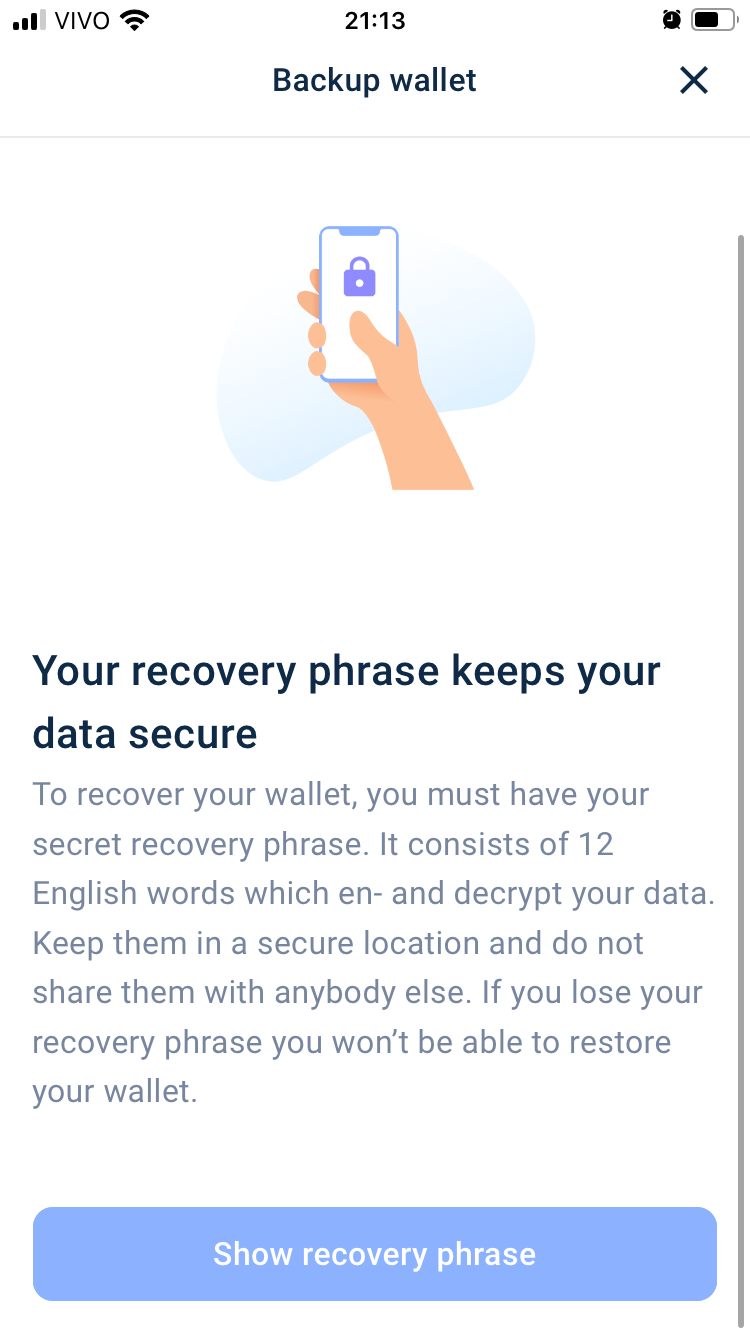 VIVO 21:13
Backup wallet
Your recovery phrase keeps your
data secure
To recover your wallet, you must have your
secret recovery phrase. It consists of 12
English words which en- and decrypt your data.
Keep them in a secure location and do not
share them with anybody else. If you lose your
recovery phrase you won’t be able to restore
your wallet.
Show recovery phrase